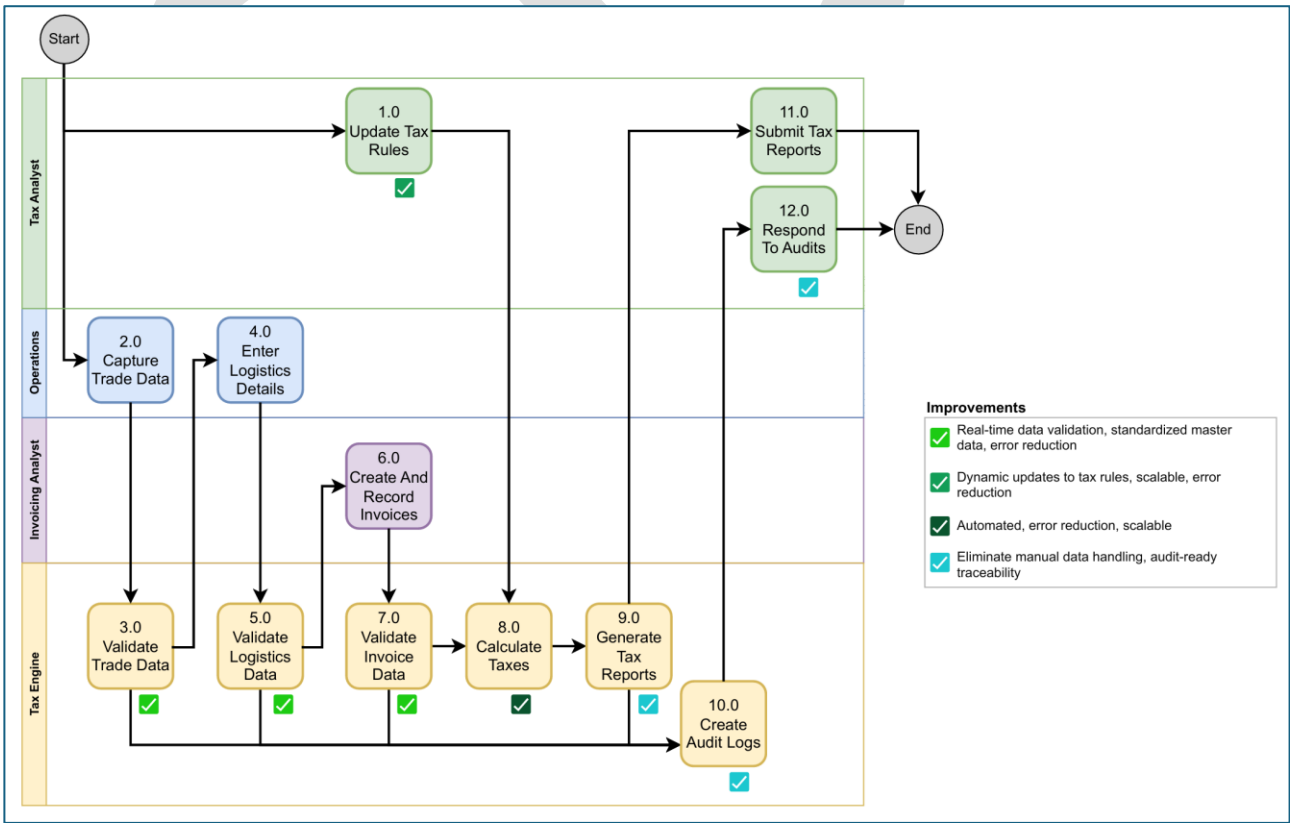 Start
Tax Analyst
1.0
Update Tax
Rules
11.0
Submit Tax
Reports
12.0
Respond
To Audits
End
Operations
2.0
Capture
Trade Data
4.0
Enter
Logistics
Details
Invoicing Analyst
6.0
Create And
Record
Invoices
Tax Engine
3.0
Validate
Trade Data
5.0
Validate
Logistics
Data
7.0
Validate
Invoice
Data
8.0
Calculate
Taxes
9.0
Generate
Tax
Reports
10.0
Create
Audit Logs
Improvements
Real-time data validation, standardized master
data, error reduction
Dynamic updates to tax rules, scalable, error
reduction
Automated, error reduction, scalable
Eliminate manual data handling, audit-ready
traceability